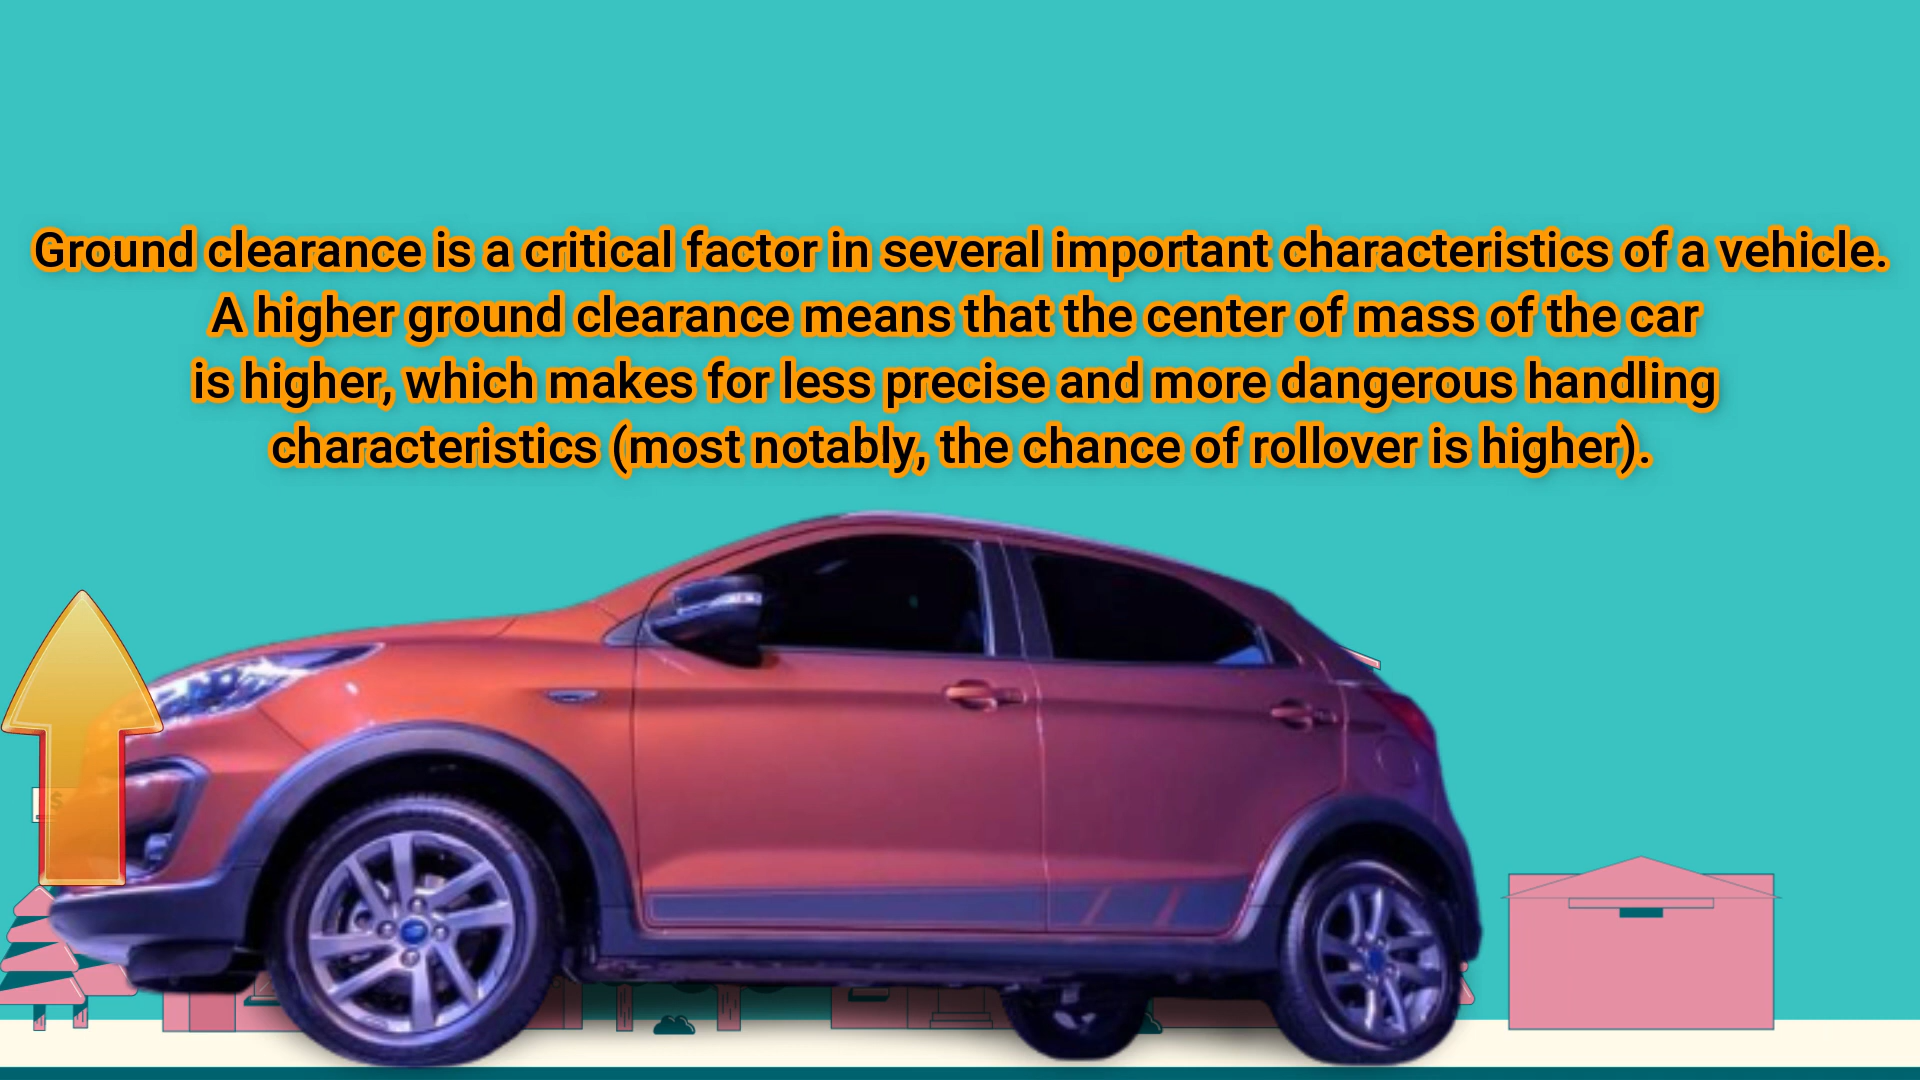 Ground clearance is a critical factor in several important characteristics of a vehicle.
A higher ground clearance means that the center of mass of the car
is higher, which makes for less precise and more dangerous handling
characteristics (most notably, the chance of rollover is higher).
$